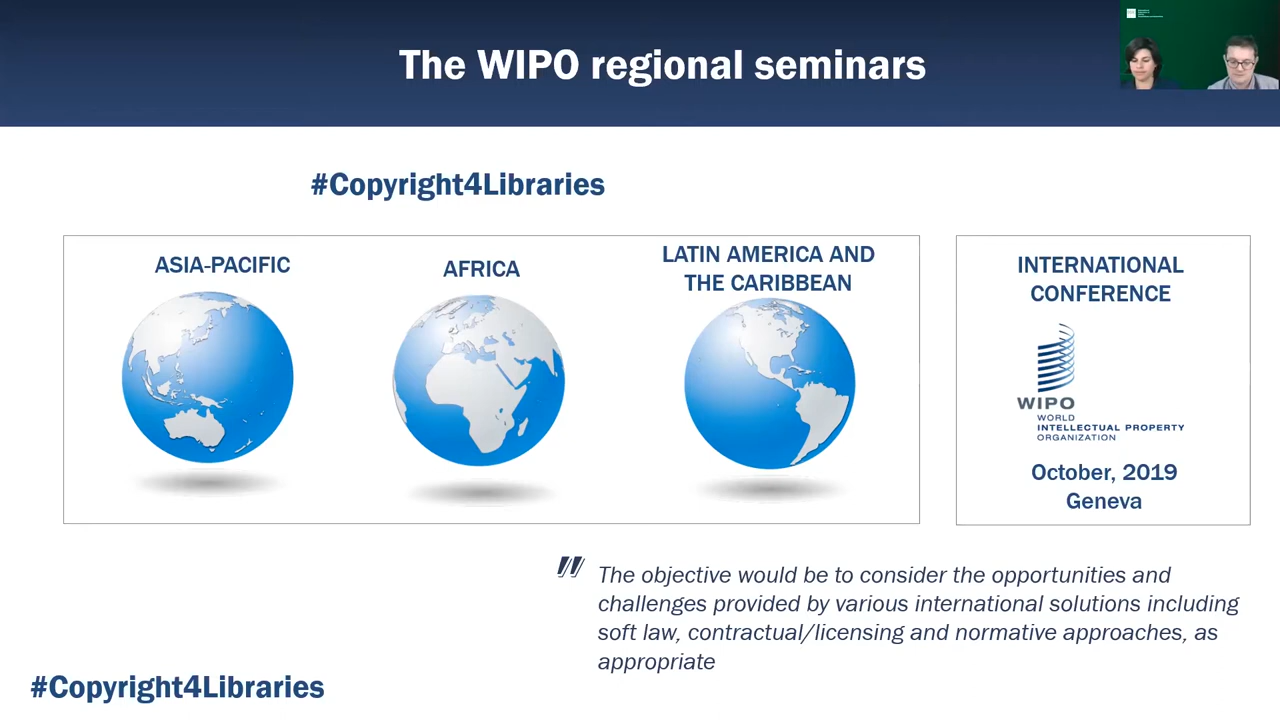 The WIPO regional seminars
#Copyright4Libraries
ASIA-PACIFIC
AFRICA
LATIN AMERICA AND
THE CARIBBEAN
INTERNATIONAL
CONFERENCE
WIPO
WORLD
INTELLECTUAL PROPERTY
ORGANIZATION
October, 2019
Geneva
" The objective would be to consider the opportunities and
challenges provided by various international solutions including
soft law, contractual/licensing and normative approaches, as
appropriate
#Copyright4Libraries